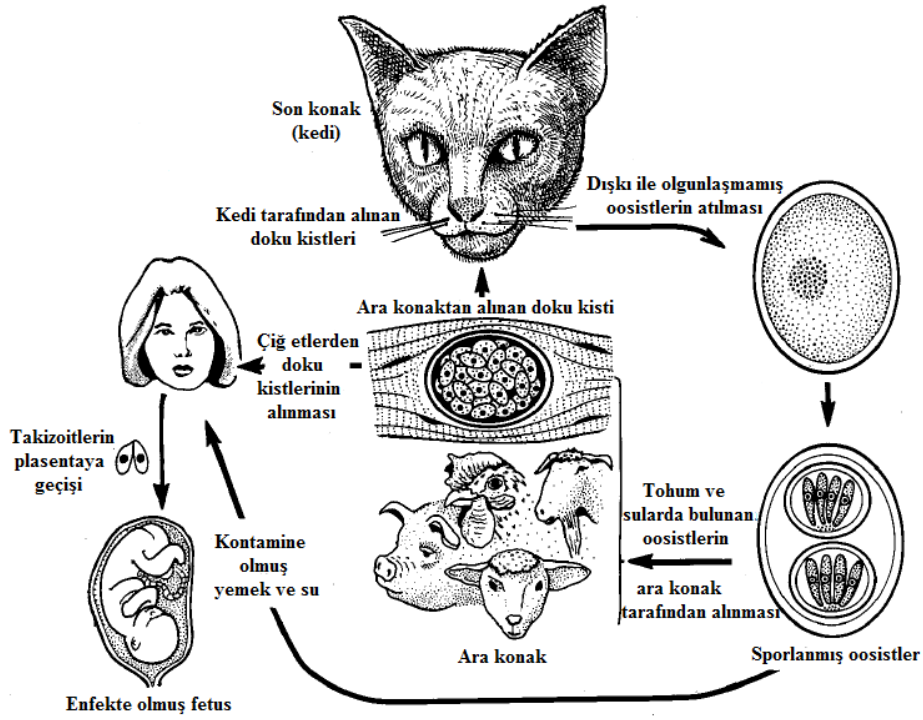 Son konak
(kedi)
Dışkı ile olgunlaşmamış
oosistlerin atılması
Kedi tarafından alınan
doku kistleri
Ara konaktan alınan doku kisti
Çiğ etlerden
doku
kistlerinin
alınması
Takizoitlerin
plasentaya
geçişi
Tohum ve
sularda bulunan
oosistlerin
ara konak
tarafından alınması
Kontamine
olmuş
yemek ve su
Ara konak
Sporlanmış oosistler
Enfekte olmuş fetus